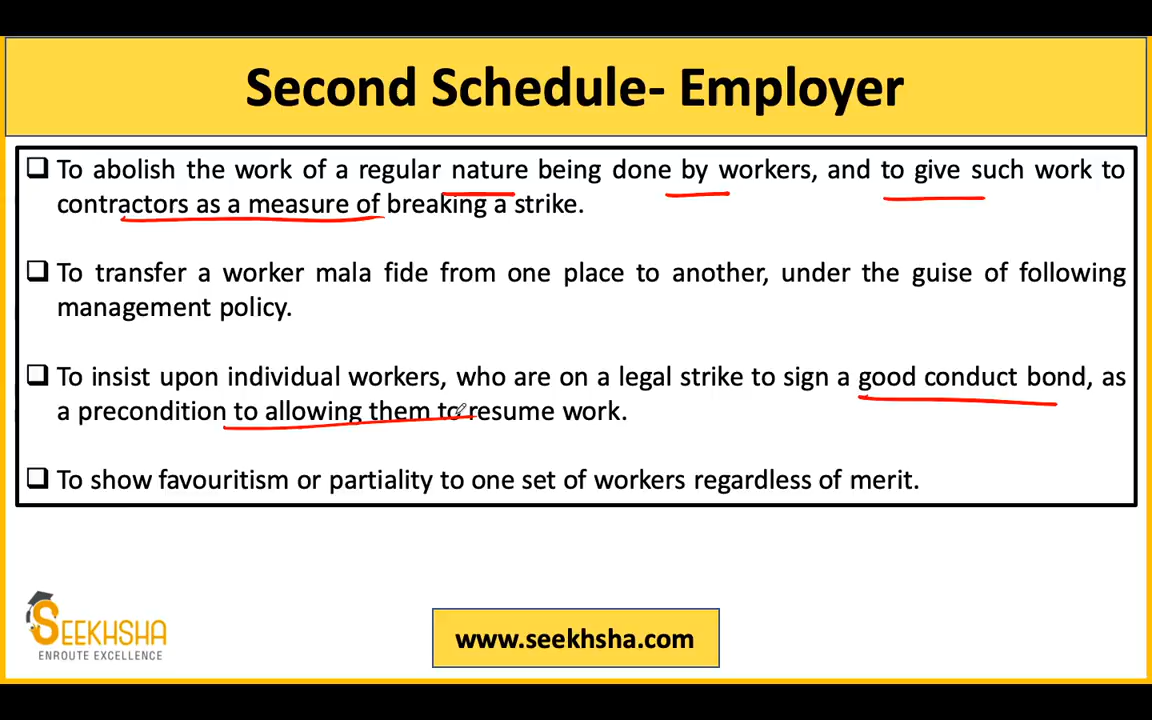 Second Schedule- Employer
To abolish the work of a regular nature being done by workers, and to give such work to
contractors as a measure of breaking a strike.
To transfer a worker mala fide from one place to another, under the guise of following
management policy.
To insist upon individual workers, who are on a legal strike to sign a good conduct bond, as
a precondition to allowing them to resume work.
To show favouritism or partiality to one set of workers regardless of merit.
SEEKHSHA
ENROUTE EXCELLENCE
www.seekhsha.com